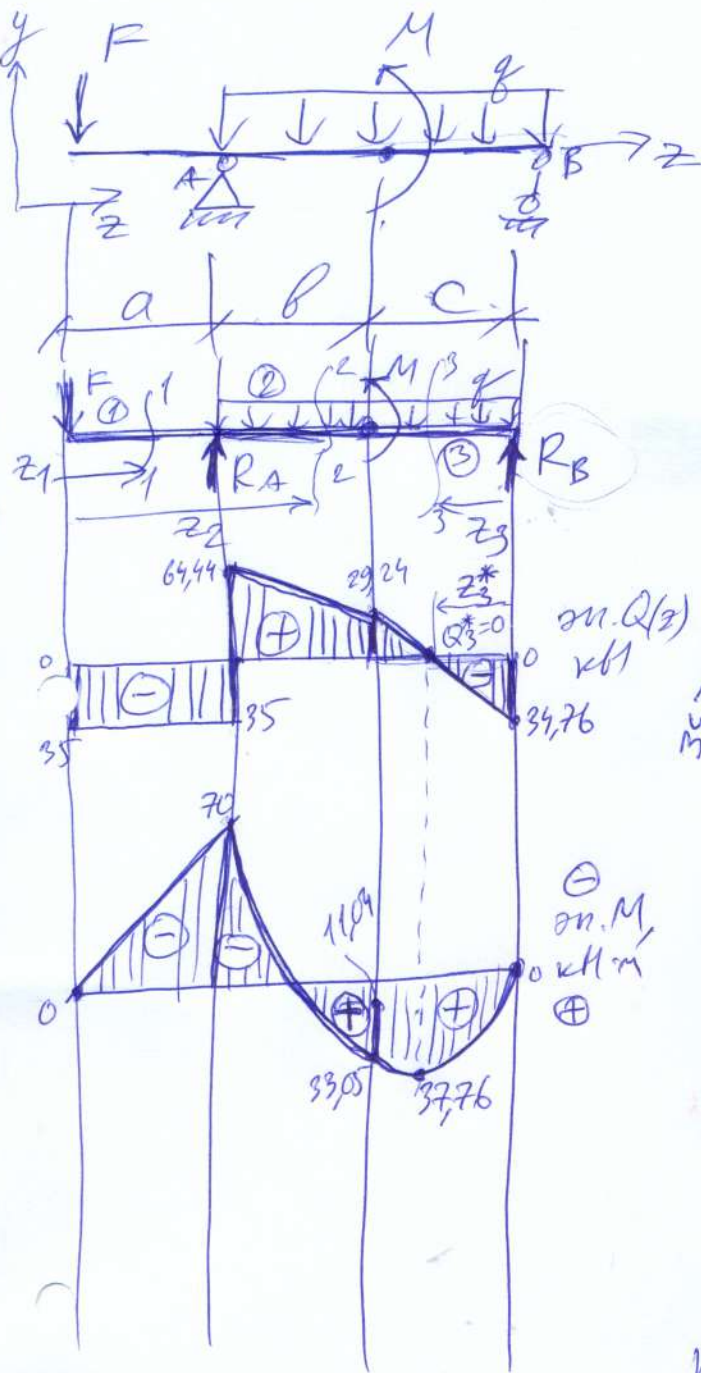 y F M q
A B z
z
a b c
F ① 1 ② 2 M 3 q
z1 1 RA 2 3 ③ RB
z2 z3
64,44 29,24 z3*
+ Q3*=0 эп. Q(z)
0 0 кН
− −
35 35 34,76
70
⊖
11,04 эп. M,
− − 0 кН·м
0 + + ⊕
33,05 37,76